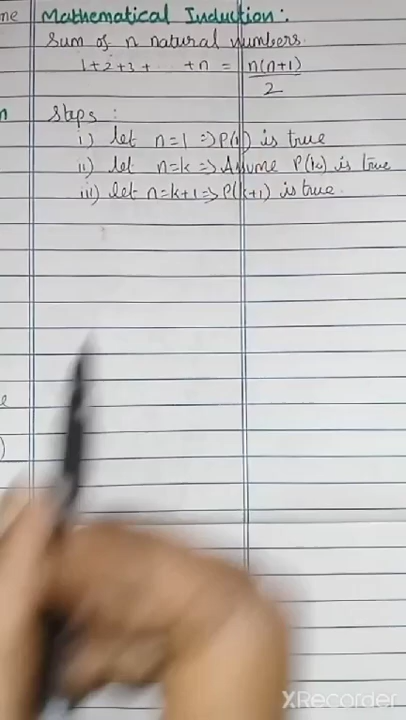 ne
Mathematical Induction:
Sum of n natural numbers.
1+2+3+ ... +n = n(n+1)
2
n
Steps :
i) let n=1 => P(1) is true
ii) let n=k => Assume P(k) is true
iii) let n=k+1 => P(k+1) is true.
e
)
XRecorder